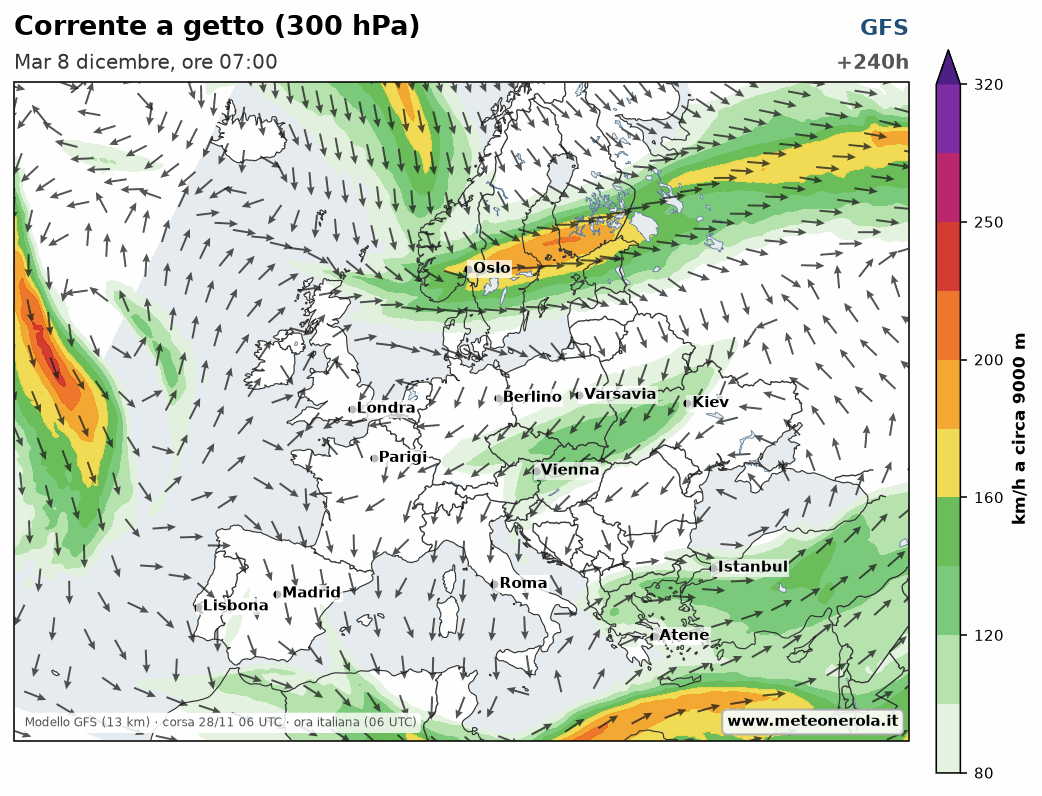 Corrente a getto (300 hPa)
GFS
Mar 8 dicembre, ore 07:00
+240h
320
250
200
160
120
80
km/h a circa 9000 m
Oslo
Londra
Berlino
Varsavia
Kiev
Parigi
Vienna
Istanbul
Roma
Madrid
Lisbona
Atene
Modello GFS (13 km) · corsa 28/11 06 UTC · ora italiana (06 UTC)
www.meteonerola.it